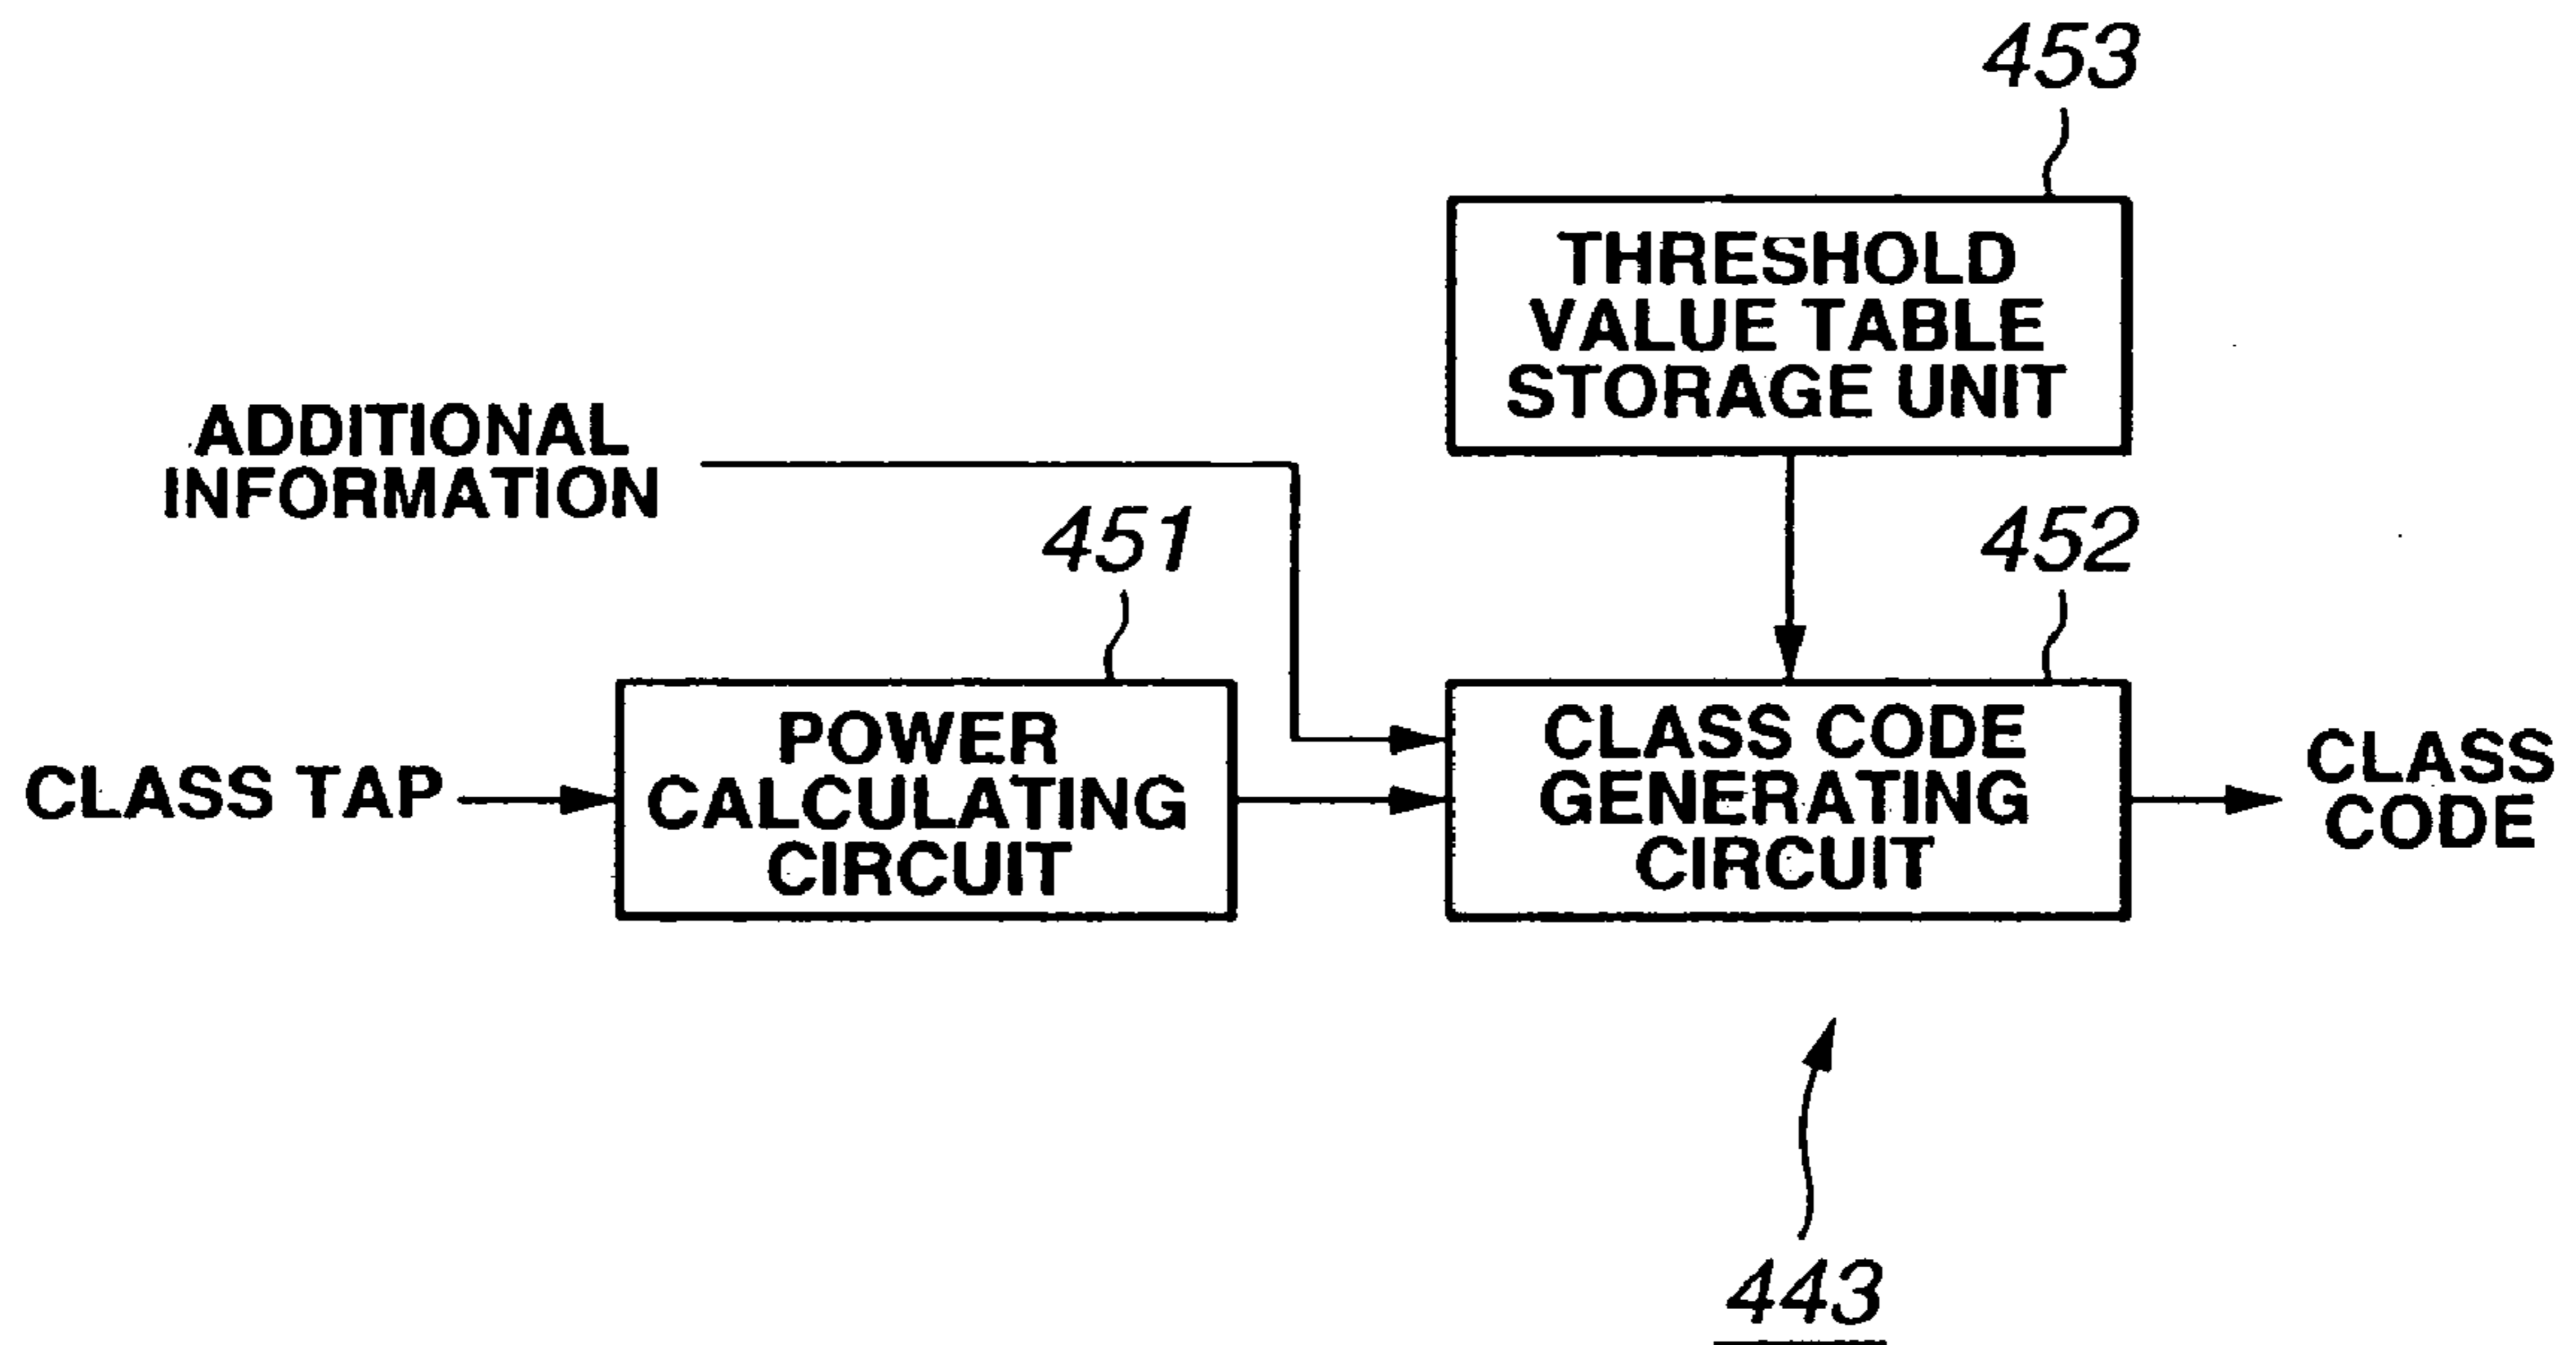 453
THRESHOLD
VALUE TABLE
STORAGE UNIT
ADDITIONAL
INFORMATION
451
452
CLASS TAP
POWER
CALCULATING
CIRCUIT
CLASS CODE
GENERATING
CIRCUIT
CLASS
CODE
443